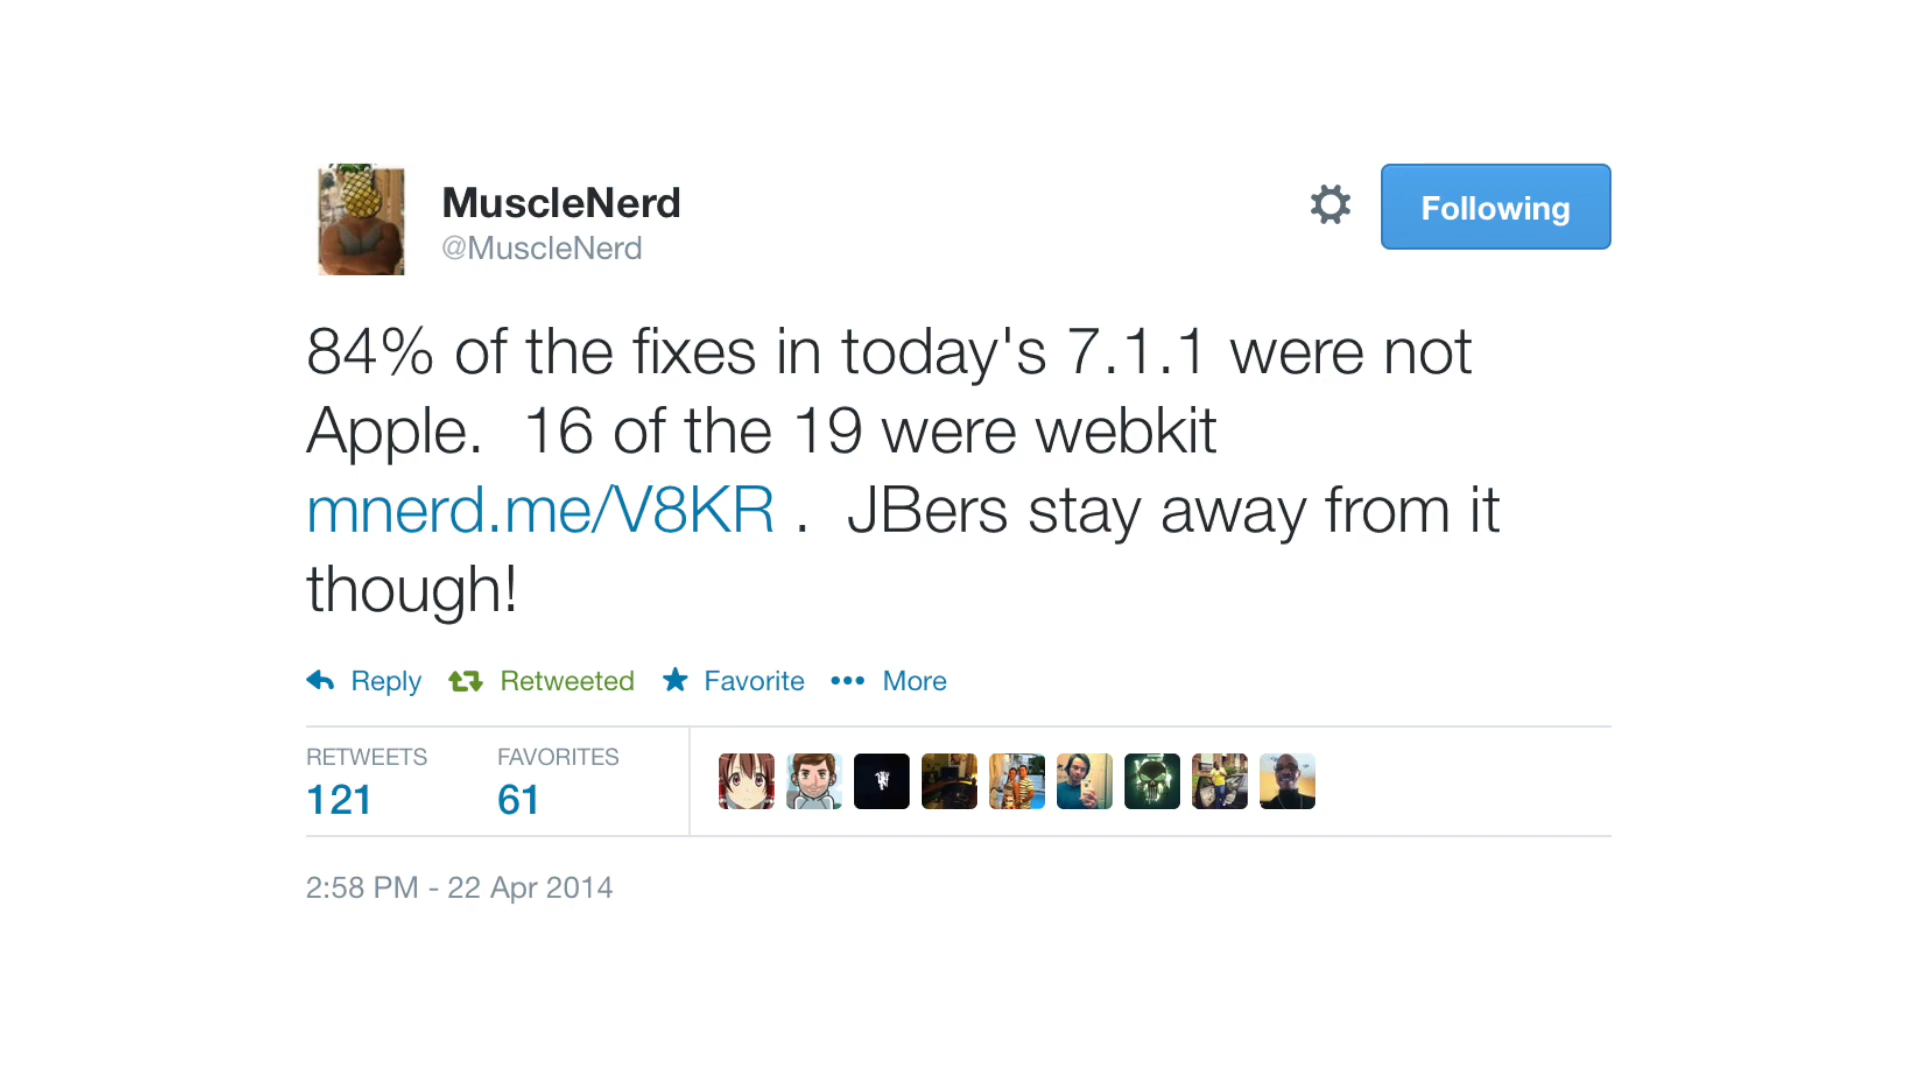 MuscleNerd
@MuscleNerd
Following
84% of the fixes in today's 7.1.1 were not
Apple.  16 of the 19 were webkit
mnerd.me/V8KR .  JBers stay away from it
though!
Reply Retweeted Favorite More
RETWEETS FAVORITES
121 61
2:58 PM - 22 Apr 2014